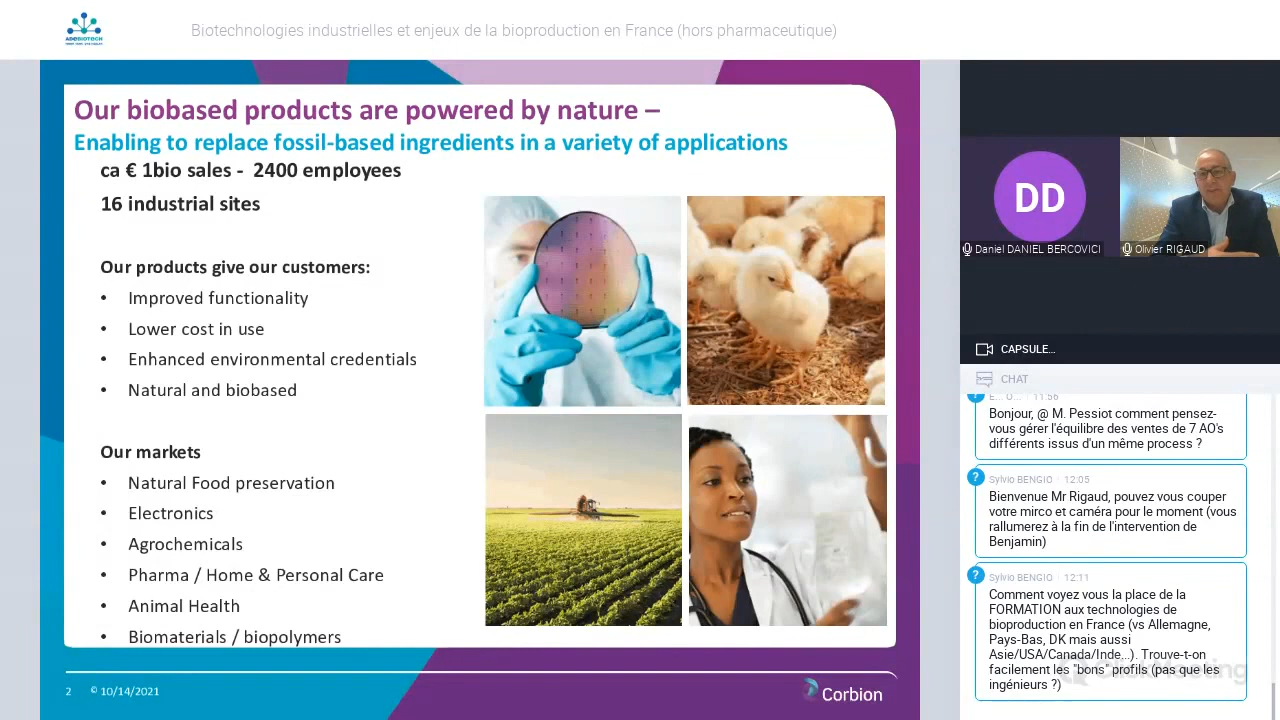 ADEBIOTECH
Biotechnologies industrielles et enjeux de la bioproduction en France (hors pharmaceutique)
Our biobased products are powered by nature –
Enabling to replace fossil-based ingredients in a variety of applications
ca € 1bio sales - 2400 employees
16 industrial sites
Our products give our customers:
• Improved functionality
• Lower cost in use
• Enhanced environmental credentials
• Natural and biobased
Our markets
• Natural Food preservation
• Electronics
• Agrochemicals
• Pharma / Home & Personal Care
• Animal Health
• Biomaterials / biopolymers
2 © 10/14/2021
Corbion
DD
Daniel DANIEL BERCOVICI
Olivier RIGAUD
CAPSULE...
CHAT
E... O... · 11:56
Bonjour, @ M. Pessiot comment pensez-
vous gérer l'équilibre des ventes de 7 AO's
différents issus d'un même process ?
?
Sylvio BENGIO · 12:05
Bienvenue Mr Rigaud, pouvez vous couper
votre mirco et caméra pour le moment (vous
rallumerez à la fin de l'intervention de
Benjamin)
?
Sylvio BENGIO · 12:11
Comment voyez vous la place de la
FORMATION aux technologies de
bioproduction en France (vs Allemagne,
Pays-Bas, DK mais aussi
Asie/USA/Canada/Inde...). Trouve-t-on
facilement les "bons" profils (pas que les
ingénieurs ?)
ClickMeeting